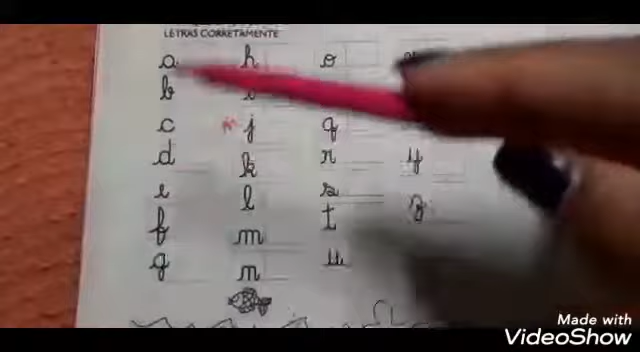 LETRAS CORRETAMENTE
a h o
b
c j q
d k r y
e l s z
f m t
g n u
Made with
VideoShow